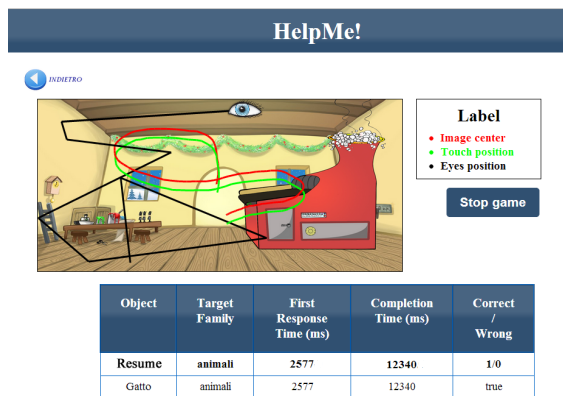 HelpMe!
INDIETRO
Label
Image center
Touch position
Eyes position
Stop game
Object Target Family First Response Time (ms) Completion Time (ms) Correct / Wrong
Resume animali 2577 12340 1/0
Gatto animali 2577 12340 true